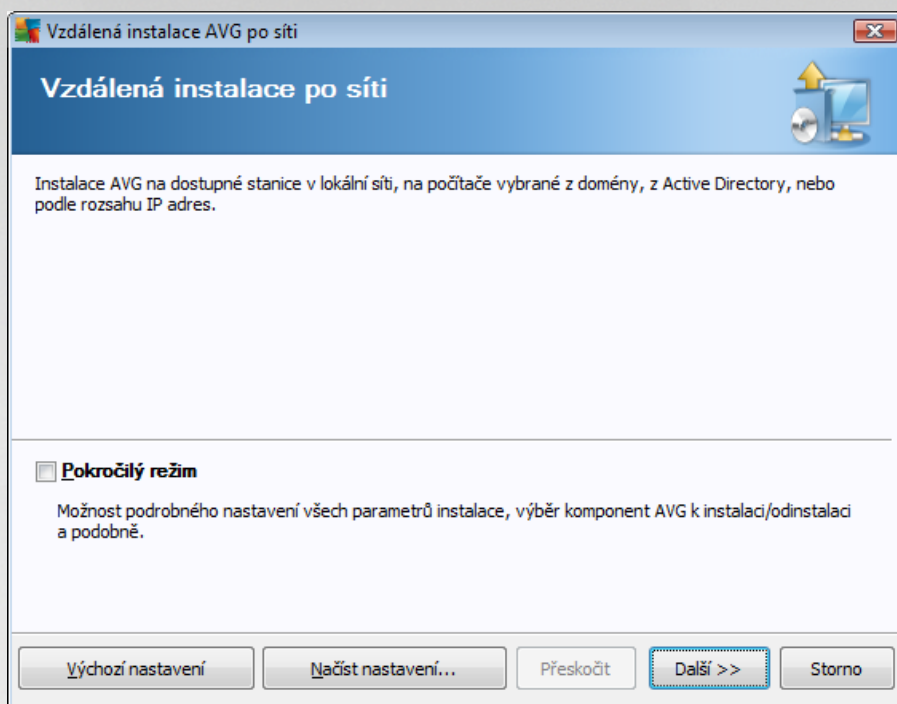 Vzdálená instalace AVG po síti
Vzdálená instalace po síti
Instalace AVG na dostupné stanice v lokální síti, na počítače vybrané z domény, z Active Directory, nebo
podle rozsahu IP adres.
Pokročilý režim
Možnost podrobného nastavení všech parametrů instalace, výběr komponent AVG k instalaci/odinstalaci
a podobně.
Výchozí nastavení Načíst nastavení... Přeskočit Další >> Storno